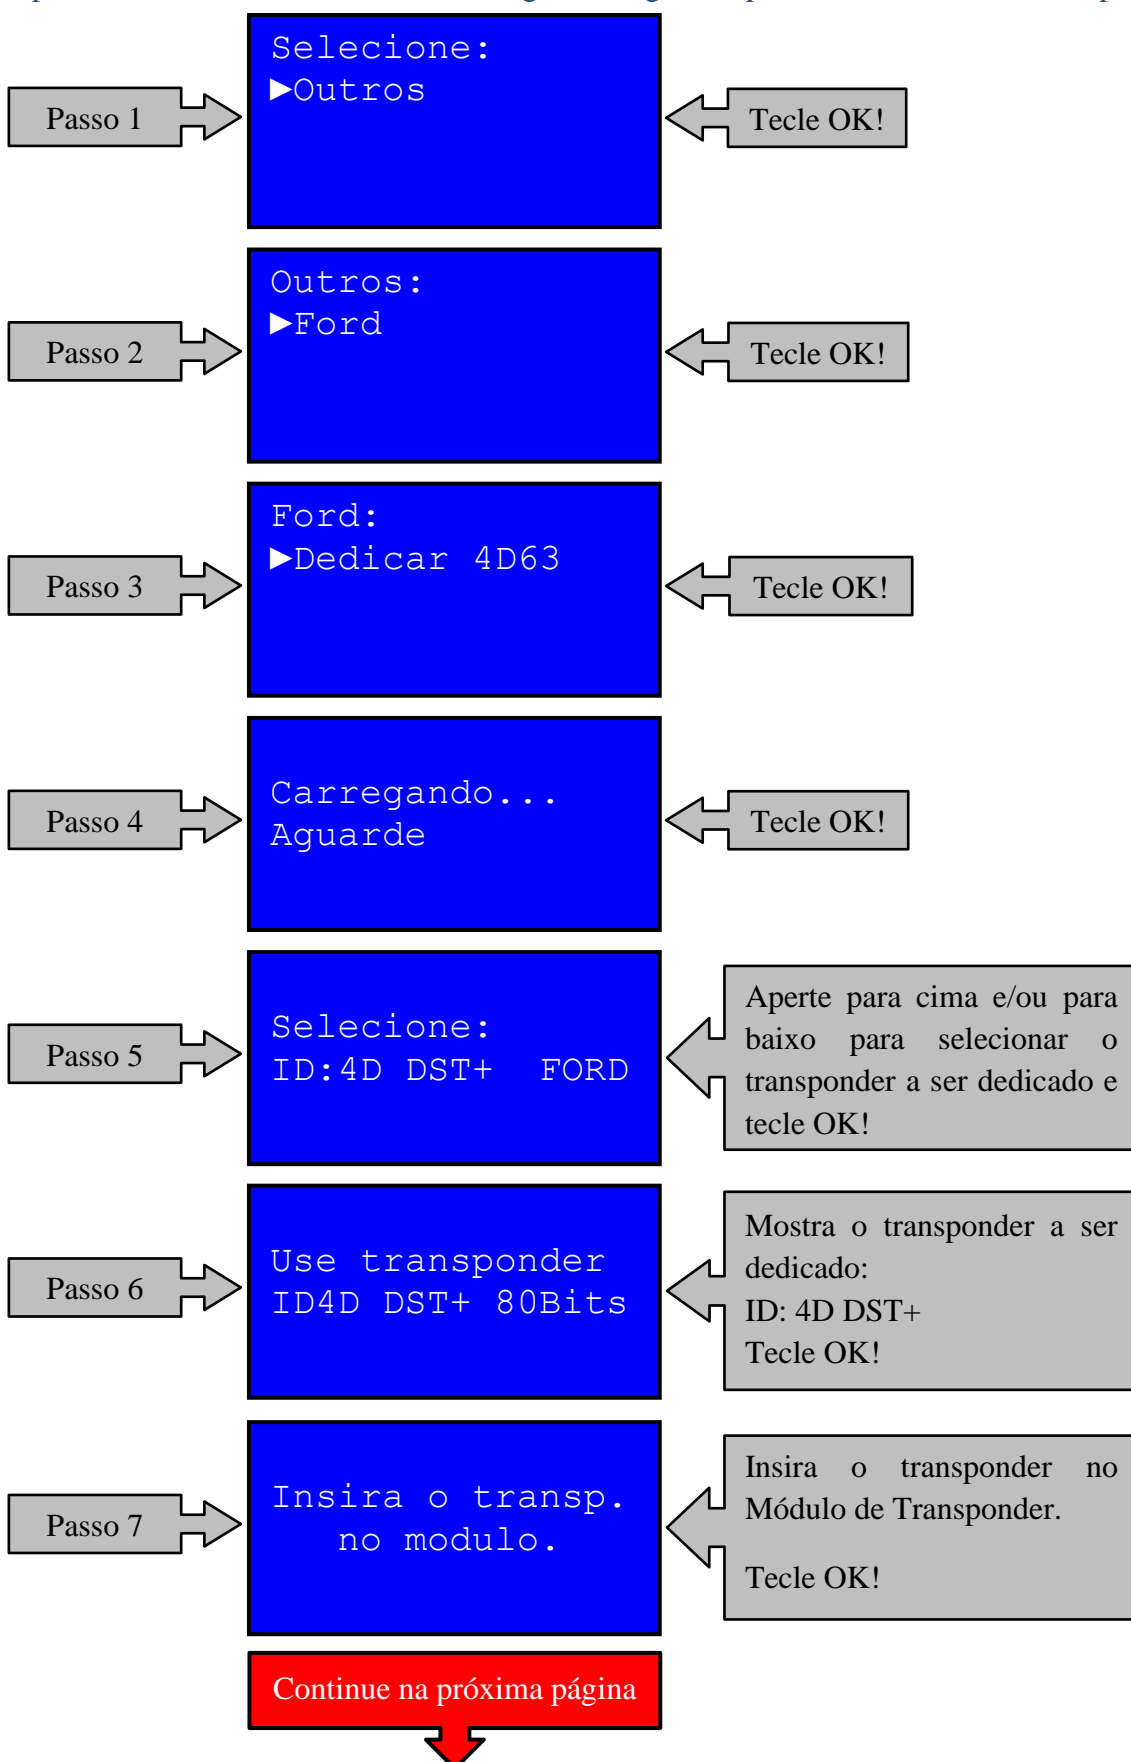 Selecione:
►Outros
Passo 1
Tecle OK!
Outros:
►Ford
Passo 2
Tecle OK!
Ford:
►Dedicar 4D63
Passo 3
Tecle OK!
Carregando...
Aguarde
Passo 4
Tecle OK!
Selecione:
ID:4D DST+ FORD
Passo 5
Aperte para cima e/ou para
baixo para selecionar o
transponder a ser dedicado e
tecle OK!
Use transponder
ID4D DST+ 80Bits
Passo 6
Mostra o transponder a ser
dedicado:
ID: 4D DST+
Tecle OK!
Insira o transp.
no modulo.
Passo 7
Insira o transponder no
Módulo de Transponder.
Tecle OK!
Continue na próxima página